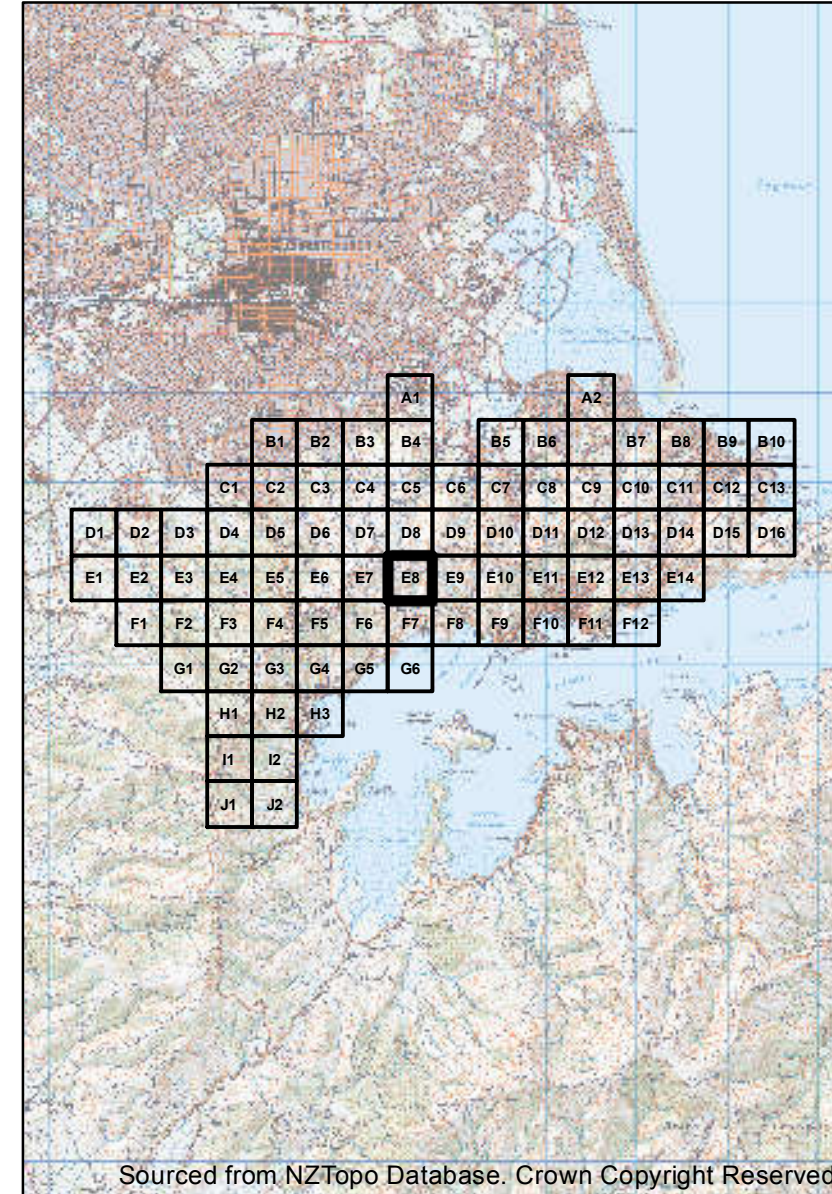 A1 A2
B1 B2 B3 B4 B5 B6 B7 B8 B9 B10
C1 C2 C3 C4 C5 C6 C7 C8 C9 C10 C11 C12 C13
D1 D2 D3 D4 D5 D6 D7 D8 D9 D10 D11 D12 D13 D14 D15 D16
E1 E2 E3 E4 E5 E6 E7 E8 E9 E10 E11 E12 E13 E14
F1 F2 F3 F4 F5 F6 F7 F8 F9 F10 F11 F12
G1 G2 G3 G4 G5 G6
H1 H2 H3
I1 I2
J1 J2
Sourced from NZTopo Database. Crown Copyright Reserved